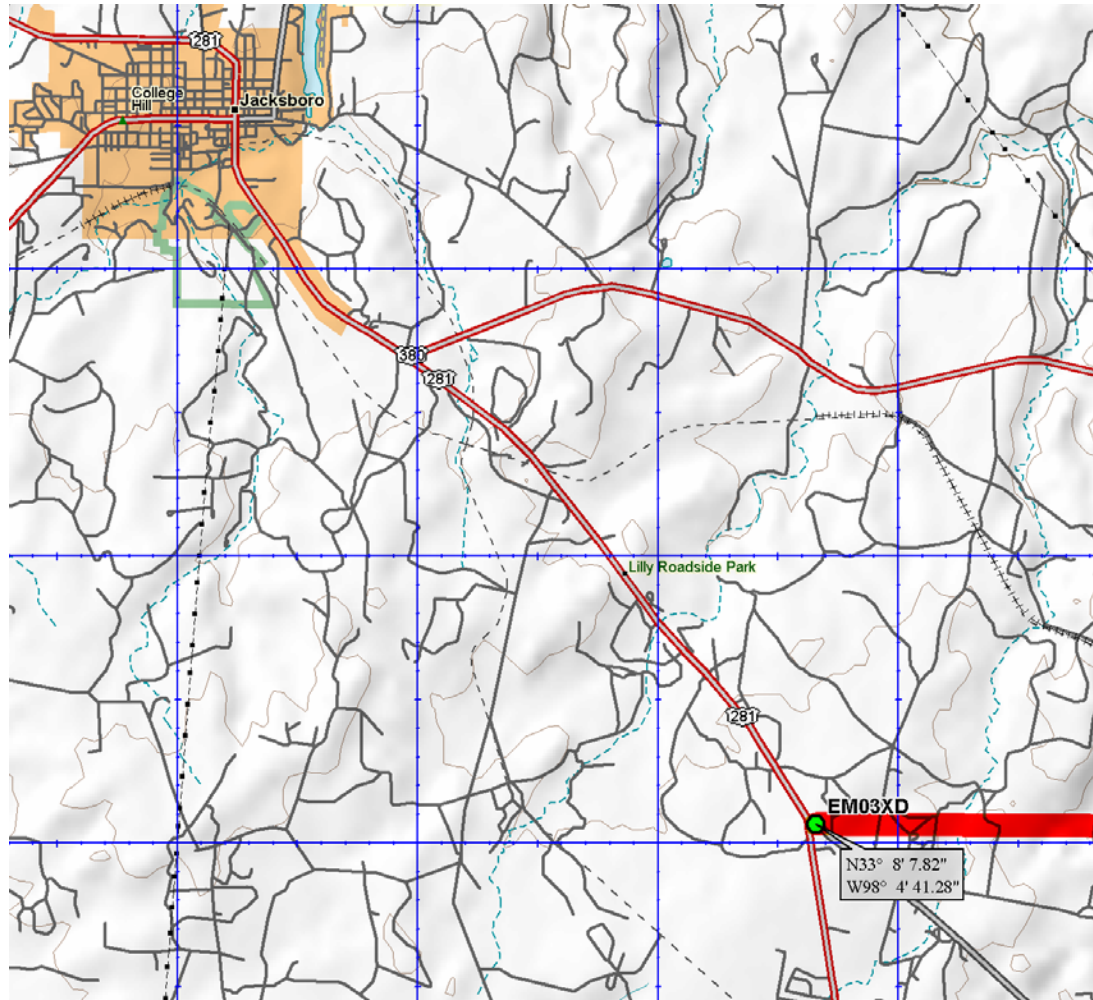 281
College
Hill
Jacksboro
380
281
Lilly Roadside Park
281
EM03XD
N33° 8' 7.82"
W98° 4' 41.28"